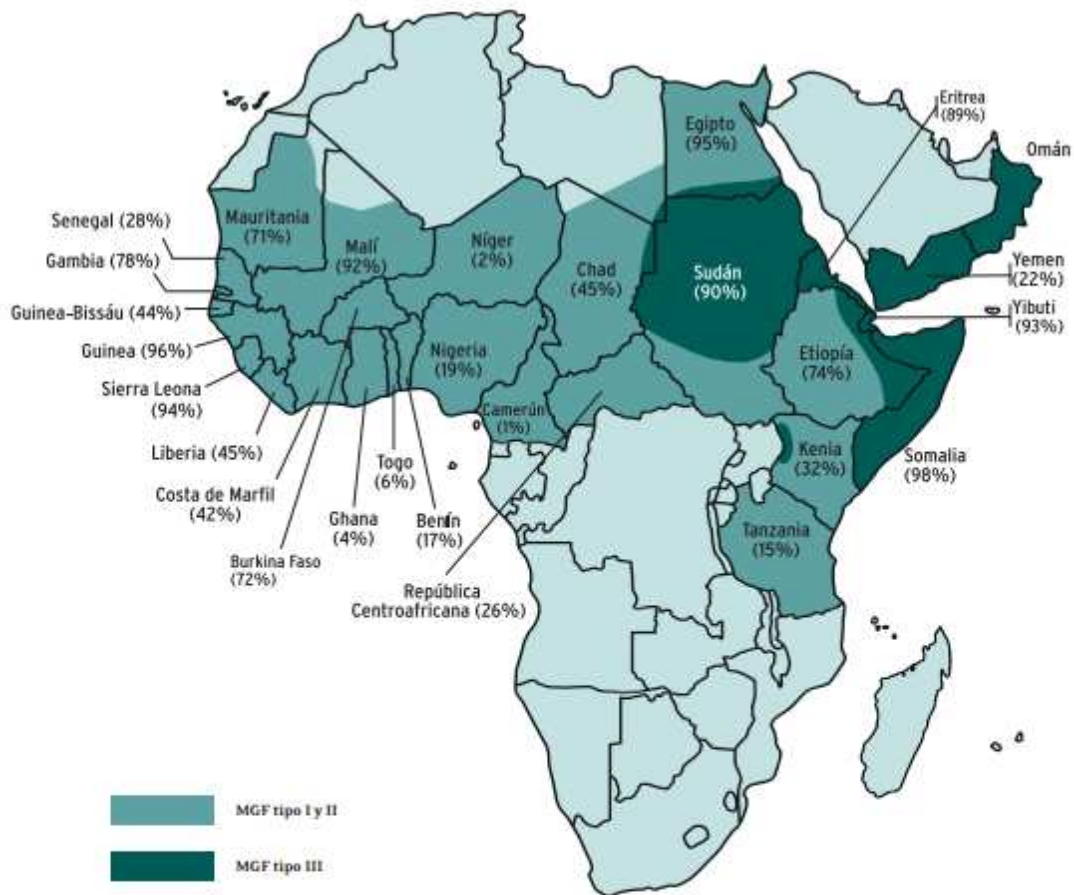 Egipto
(95%)
Eritrea
(89%)
Omán
Senegal (28%)
Mauritania
(71%)
Malí
(92%)
Níger
(2%)
Chad
(45%)
Sudán
(90%)
Yemen
(22%)
Gambia (78%)
Yibuti
(93%)
Guinea-Bissáu (44%)
Guinea (96%)
Nigeria
(19%)
Etiopía
(74%)
Sierra Leona
(94%)
Camerún
(1%)
Liberia (45%)
Togo
(6%)
Kenia
(32%)
Somalia
(98%)
Costa de Marfil
(42%)
Ghana
(4%)
Benín
(17%)
Tanzania
(15%)
Burkina Faso
(72%)
República
Centroafricana (26%)
MGF tipo I y II
MGF tipo III